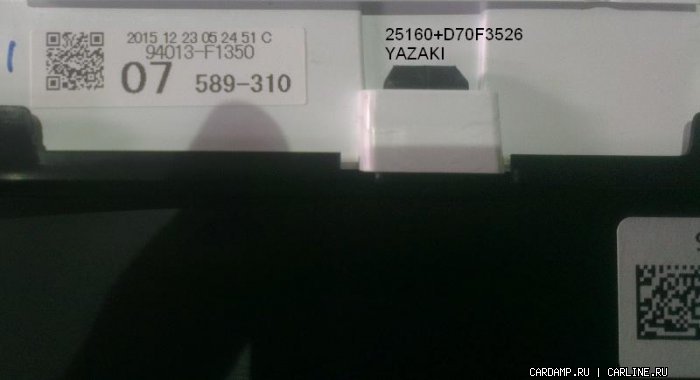 2015 12 23 05 24 51 C
94013-F1350
07 589-310
25160+D70F3526
YAZAKI
CARDAMP.RU | CARLINE.RU